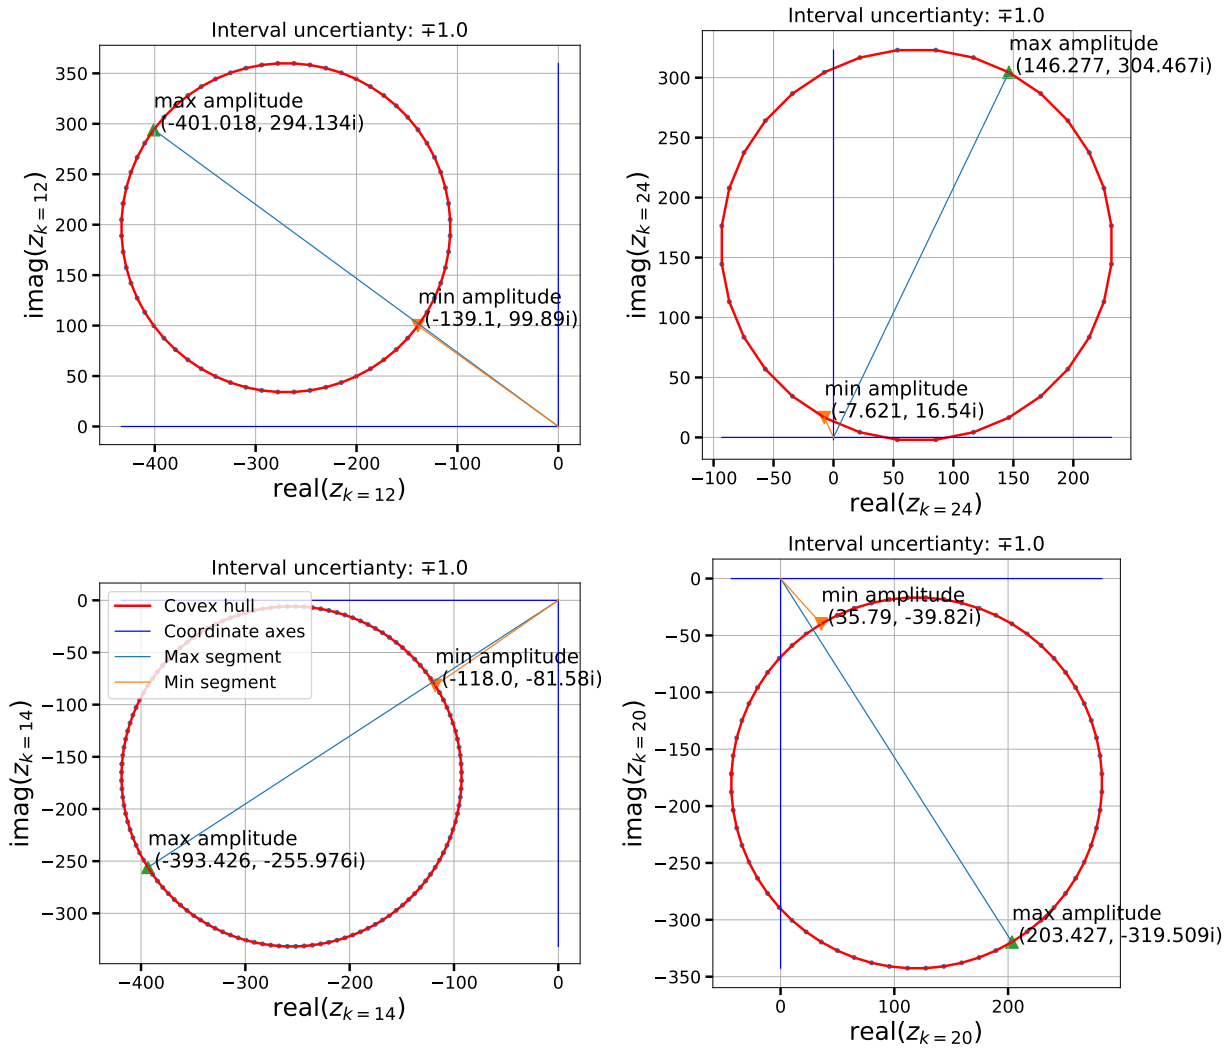 Interval uncertianty: ∓1.0
max amplitude
(-401.018, 294.134i)
min amplitude
(-139.1, 99.89i)
imag(z_{k=12})
350
300
250
200
150
100
50
0
−400
−300
−200
−100
0
real(z_{k=12})
Interval uncertianty: ∓1.0
max amplitude
(146.277, 304.467i)
min amplitude
(-7.621, 16.54i)
imag(z_{k=24})
300
250
200
150
100
50
0
−100
−50
0
50
100
150
200
real(z_{k=24})
Interval uncertianty: ∓1.0
Covex hull
Coordinate axes
Max segment
Min segment
min amplitude
(-118.0, -81.58i)
max amplitude
(-393.426, -255.976i)
imag(z_{k=14})
0
−50
−100
−150
−200
−250
−300
−400
−300
−200
−100
0
real(z_{k=14})
Interval uncertianty: ∓1.0
min amplitude
(35.79, -39.82i)
max amplitude
(203.427, -319.509i)
imag(z_{k=20})
0
−50
−100
−150
−200
−250
−300
−350
0
200
real(z_{k=20})